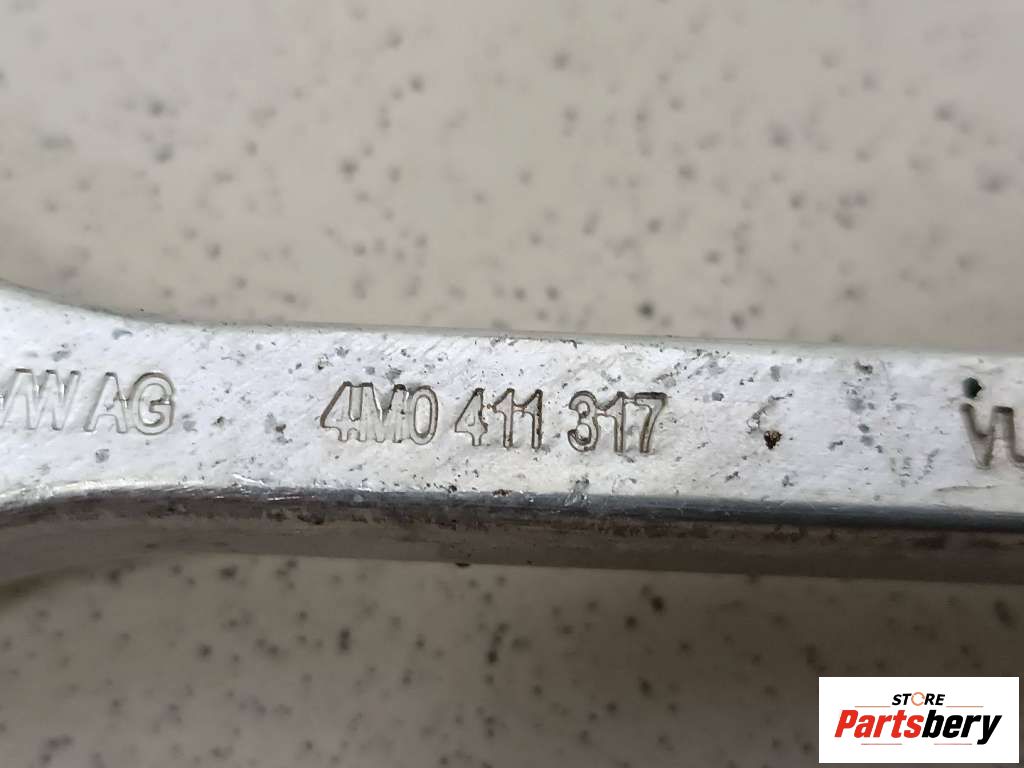 VW AG 4M0 411 317
STORE
Partsbery